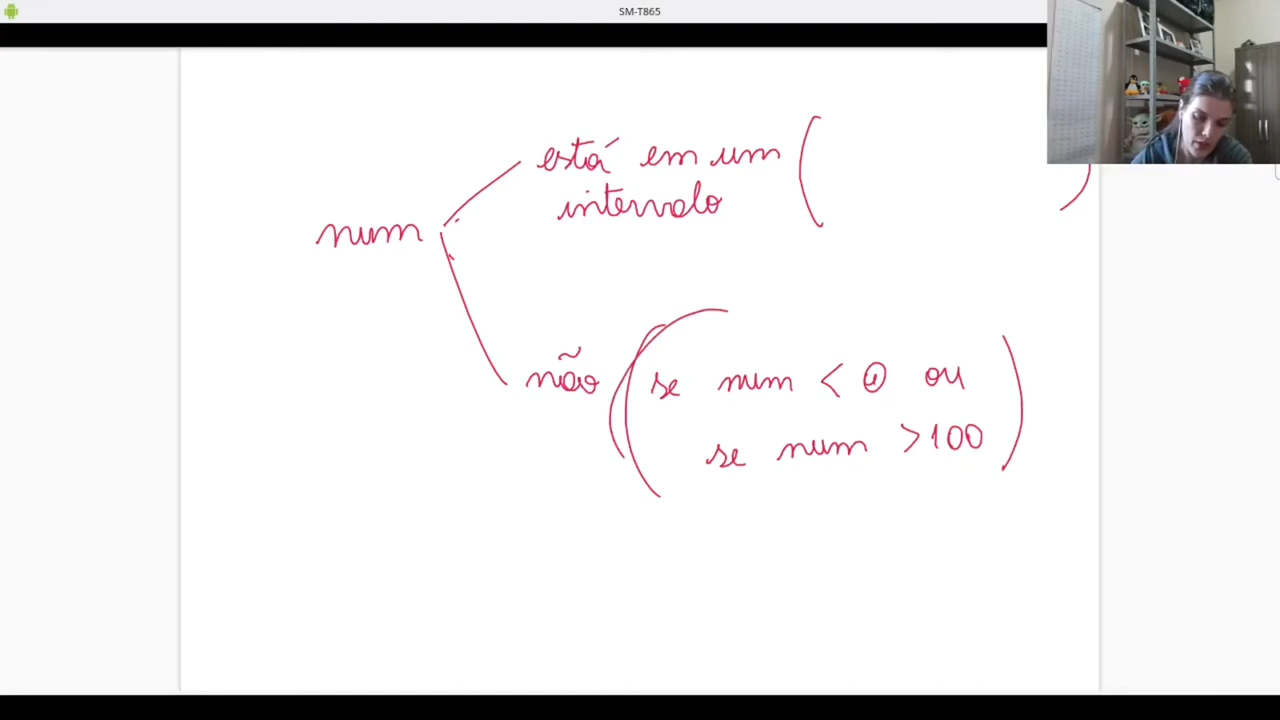 SM-T865
está em um (
intervalo )
num
não ( ( se num < 0 ou
se num > 100 )